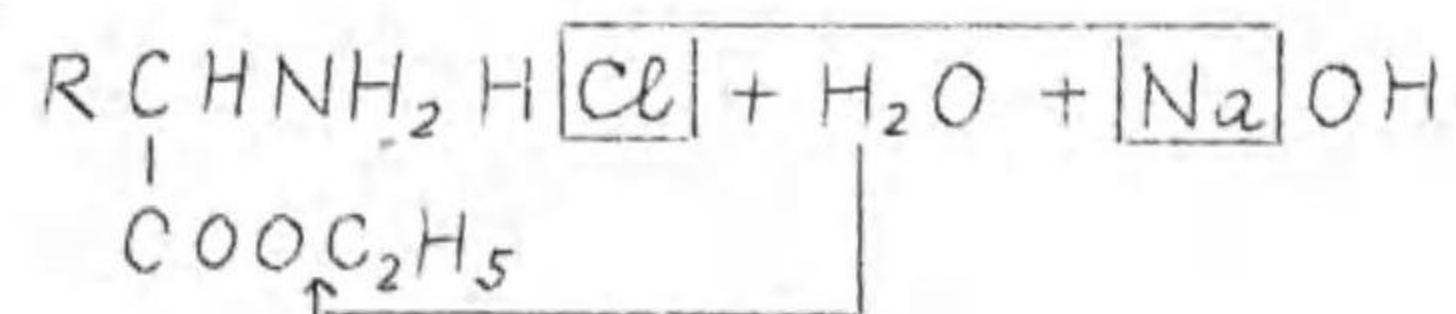 RCHNH₂HCl + H₂O + NaOH
COOC₂H₅